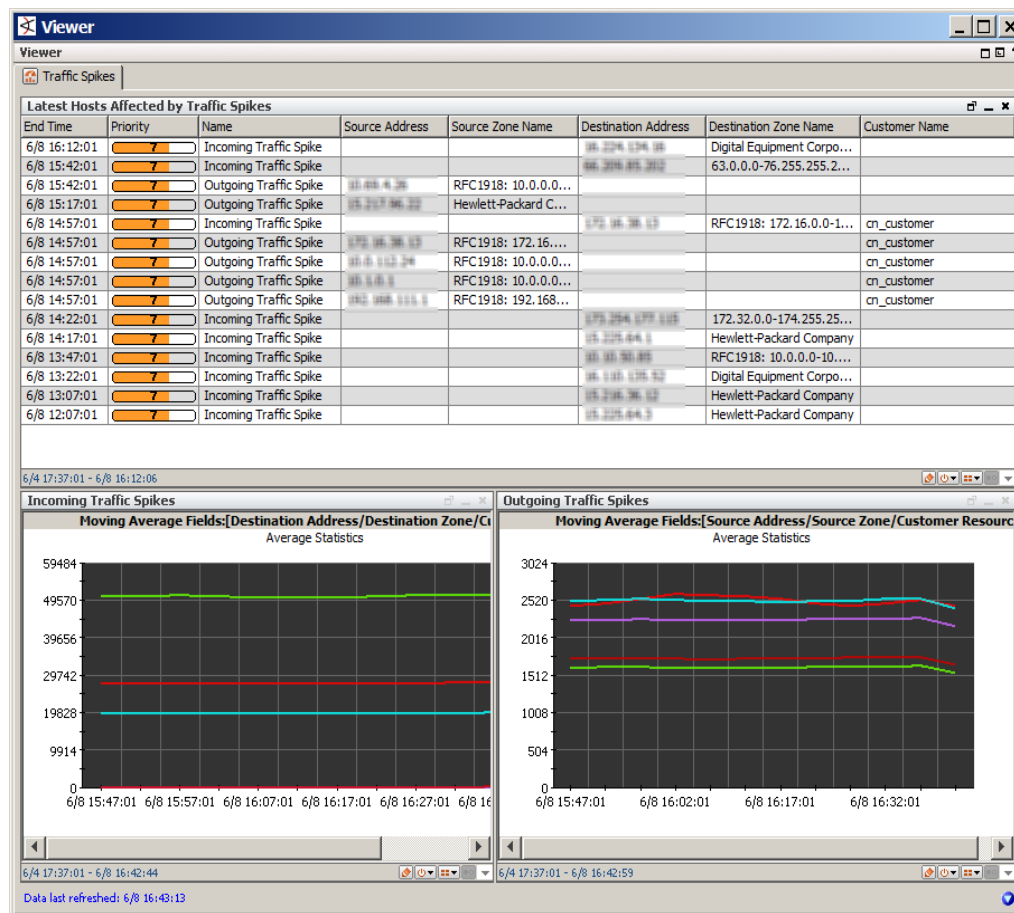 Viewer
Viewer
Traffic Spikes
Latest Hosts Affected by Traffic Spikes
End Time Priority Name Source Address Source Zone Name Destination Address Destination Zone Name Customer Name
6/8 16:12:01 7 Incoming Traffic Spike Digital Equipment Corpo...
6/8 15:42:01 7 Incoming Traffic Spike 63.0.0.0-76.255.255.2...
6/8 15:42:01 7 Outgoing Traffic Spike RFC1918: 10.0.0.0...
6/8 15:17:01 7 Outgoing Traffic Spike Hewlett-Packard C...
6/8 14:57:01 7 Incoming Traffic Spike RFC1918: 172.16.0.0-1... cn_customer
6/8 14:57:01 7 Outgoing Traffic Spike RFC1918: 172.16.... cn_customer
6/8 14:57:01 7 Outgoing Traffic Spike RFC1918: 10.0.0.0... cn_customer
6/8 14:57:01 7 Outgoing Traffic Spike RFC1918: 10.0.0.0... cn_customer
6/8 14:57:01 7 Outgoing Traffic Spike RFC1918: 192.168... cn_customer
6/8 14:22:01 7 Incoming Traffic Spike 172.32.0.0-174.255.25...
6/8 14:17:01 7 Incoming Traffic Spike Hewlett-Packard Company
6/8 13:47:01 7 Incoming Traffic Spike RFC1918: 10.0.0.0-10....
6/8 13:22:01 7 Incoming Traffic Spike Digital Equipment Corpo...
6/8 13:07:01 7 Incoming Traffic Spike Hewlett-Packard Company
6/8 12:07:01 7 Incoming Traffic Spike Hewlett-Packard Company
6/4 17:37:01 - 6/8 16:12:06
Incoming Traffic Spikes
Moving Average Fields:[Destination Address/Destination Zone/Cu
Average Statistics
59484
49570
39656
29742
19828
9914
0
6/8 15:47:01 6/8 15:57:01 6/8 16:07:01 6/8 16:17:01 6/8 16:27:01 6/8 16
6/4 17:37:01 - 6/8 16:42:44
Outgoing Traffic Spikes
Moving Average Fields:[Source Address/Source Zone/Customer Resourc
Average Statistics
3024
2520
2016
1512
1008
504
0
6/8 15:47:01 6/8 16:02:01 6/8 16:17:01 6/8 16:32:01
6/4 17:37:01 - 6/8 16:42:59
Data last refreshed: 6/8 16:43:13